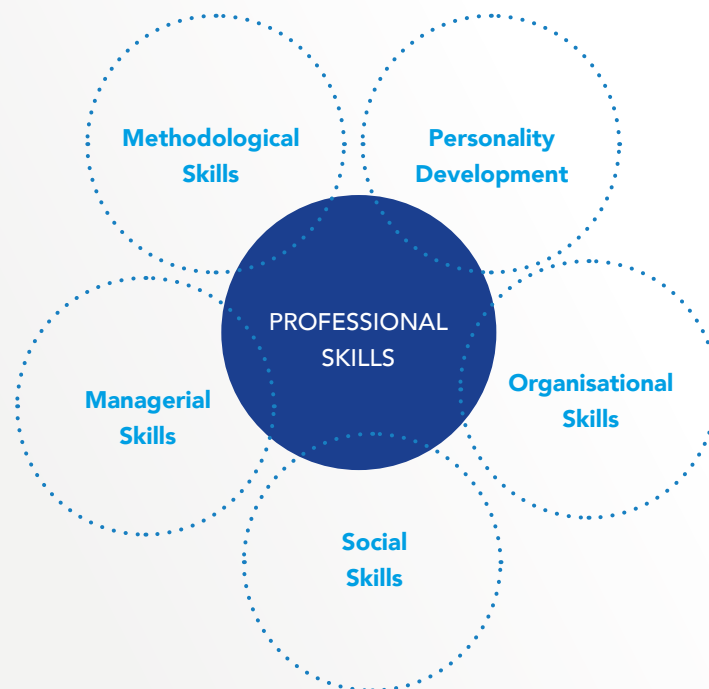 Methodological
Skills
Personality
Development
PROFESSIONAL
SKILLS
Managerial
Skills
Organisational
Skills
Social
Skills